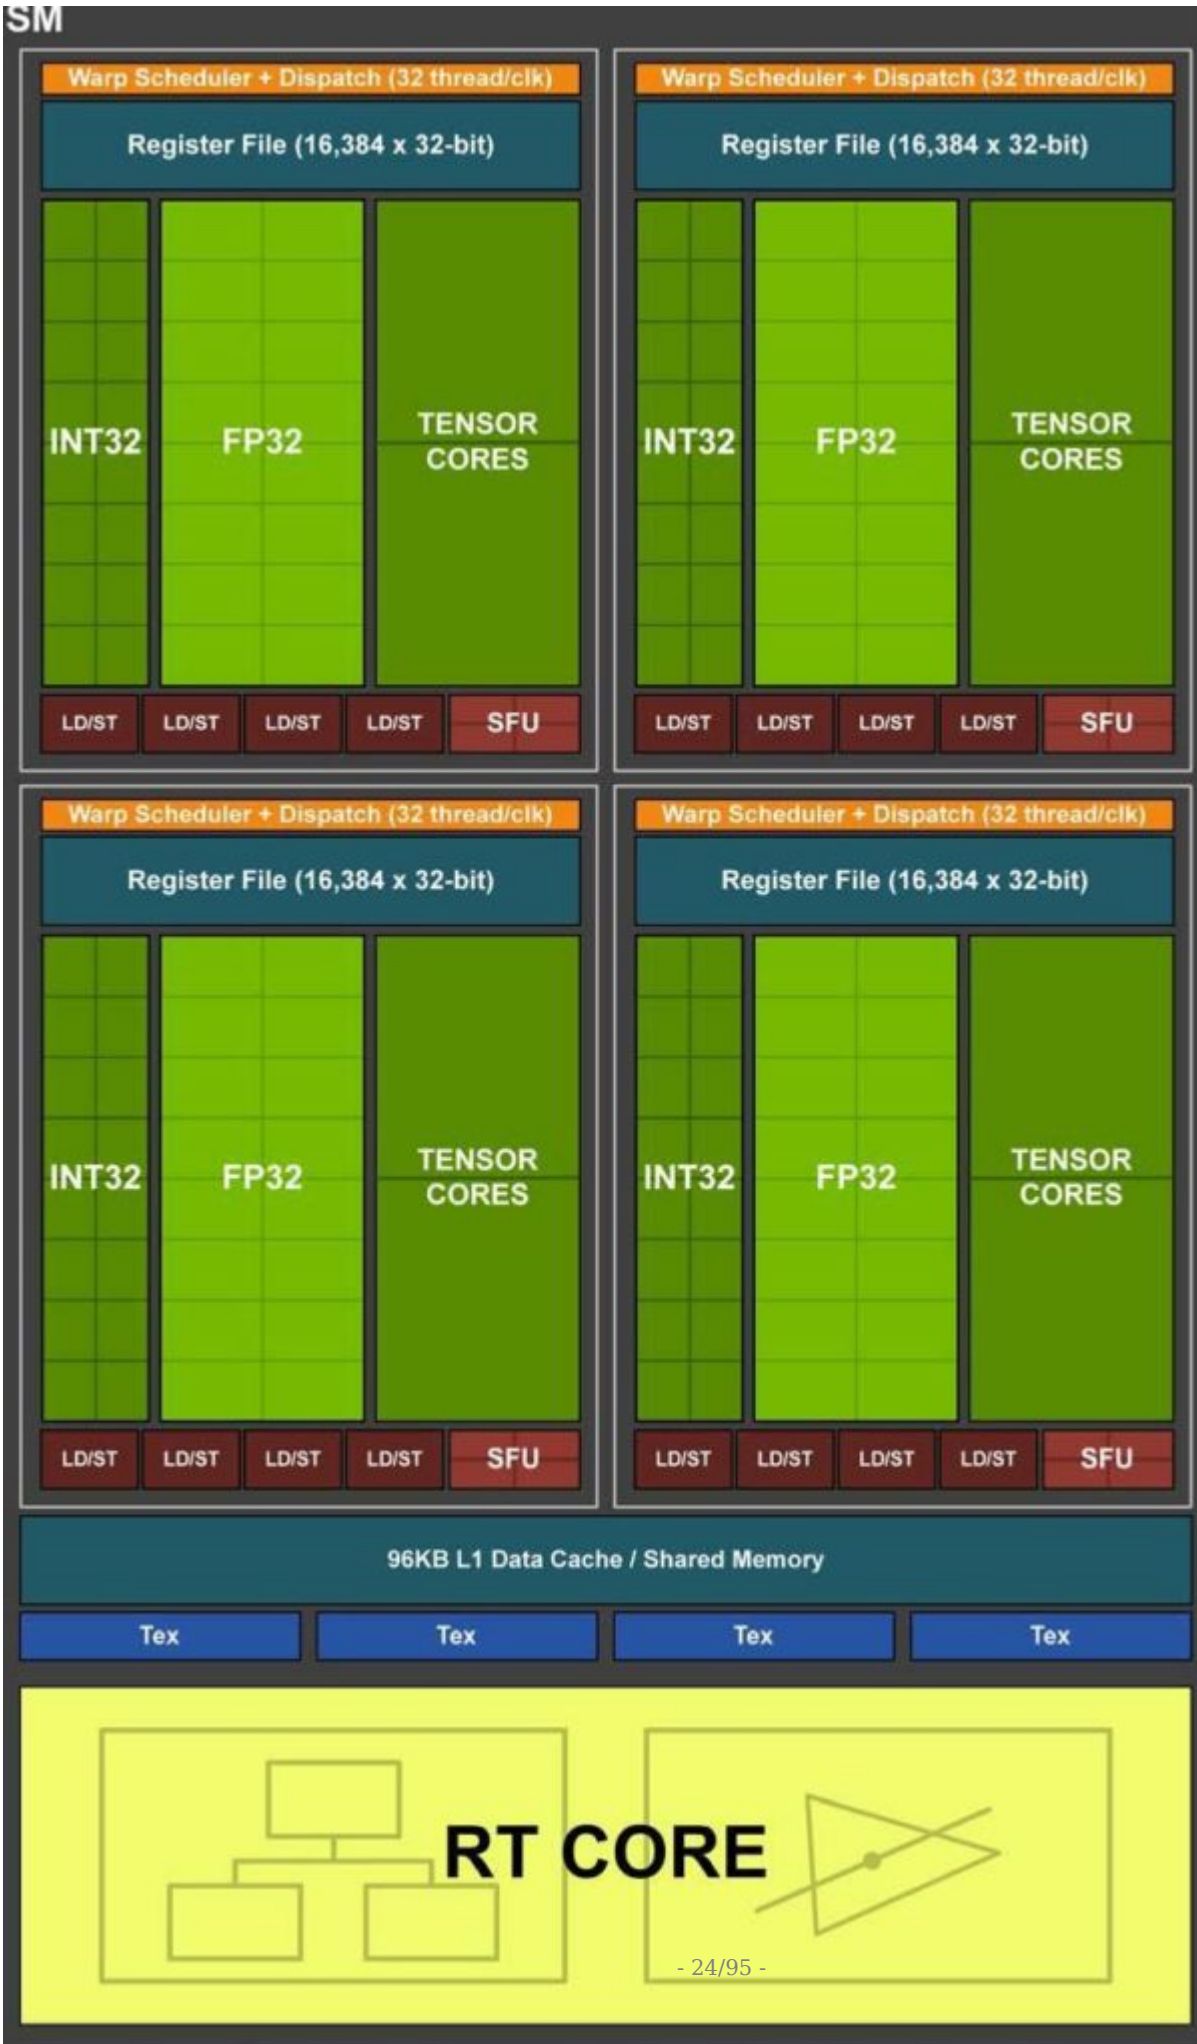 SM
Warp Scheduler + Dispatch (32 thread/clk)
Register File (16,384 x 32-bit)
INT32
FP32
TENSOR
CORES
LD/ST
LD/ST
LD/ST
LD/ST
SFU
Warp Scheduler + Dispatch (32 thread/clk)
Register File (16,384 x 32-bit)
INT32
FP32
TENSOR
CORES
LD/ST
LD/ST
LD/ST
LD/ST
SFU
Warp Scheduler + Dispatch (32 thread/clk)
Register File (16,384 x 32-bit)
INT32
FP32
TENSOR
CORES
LD/ST
LD/ST
LD/ST
LD/ST
SFU
Warp Scheduler + Dispatch (32 thread/clk)
Register File (16,384 x 32-bit)
INT32
FP32
TENSOR
CORES
LD/ST
LD/ST
LD/ST
LD/ST
SFU
96KB L1 Data Cache / Shared Memory
Tex
Tex
Tex
Tex
RT CORE
- 24/95 -